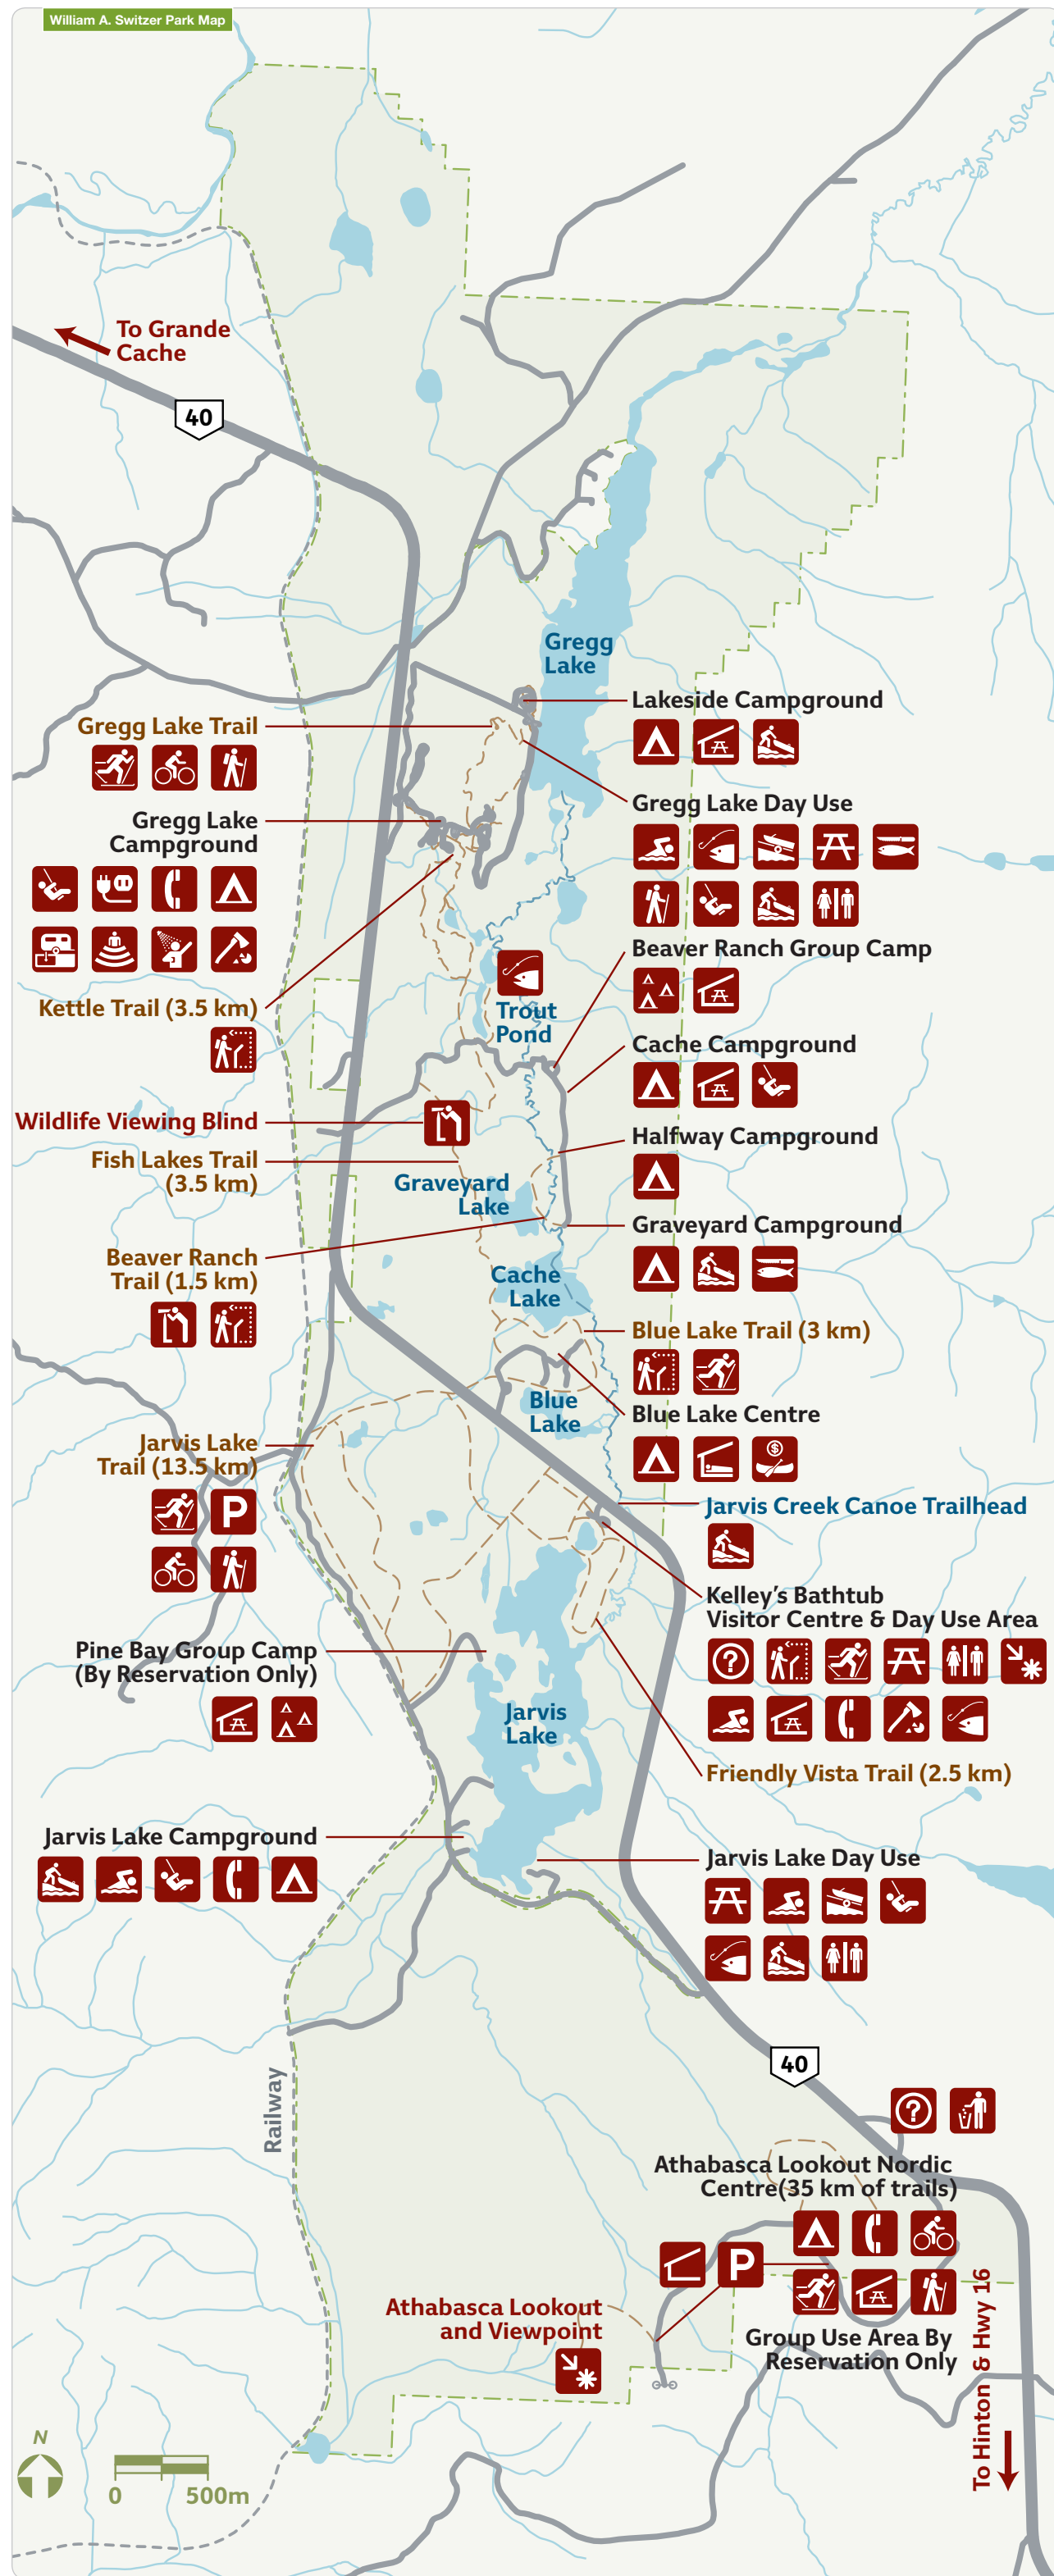 William A. Switzer Park Map
To Grande
Cache
40
Gregg
Lake
Lakeside Campground
Gregg Lake Trail
Gregg Lake Day Use
Gregg Lake
Campground
Beaver Ranch Group Camp
Kettle Trail (3.5 km)
Trout
Pond
Cache Campground
Wildlife Viewing Blind
Halfway Campground
Fish Lakes Trail
(3.5 km)
Graveyard
Lake
Graveyard Campground
Beaver Ranch
Trail (1.5 km)
Cache
Lake
Blue Lake Trail (3 km)
Blue
Lake
Blue Lake Centre
$
Jarvis Lake
Trail (13.5 km)
P
Jarvis Creek Canoe Trailhead
Kelley's Bathtub
Visitor Centre & Day Use Area
?
Pine Bay Group Camp
(By Reservation Only)
Jarvis
Lake
Friendly Vista Trail (2.5 km)
Jarvis Lake Campground
Jarvis Lake Day Use
40
Railway
?
Athabasca Lookout Nordic
Centre(35 km of trails)
P
Athabasca Lookout
and Viewpoint
Group Use Area By
Reservation Only
To Hinton & Hwy 16
N
0 500m